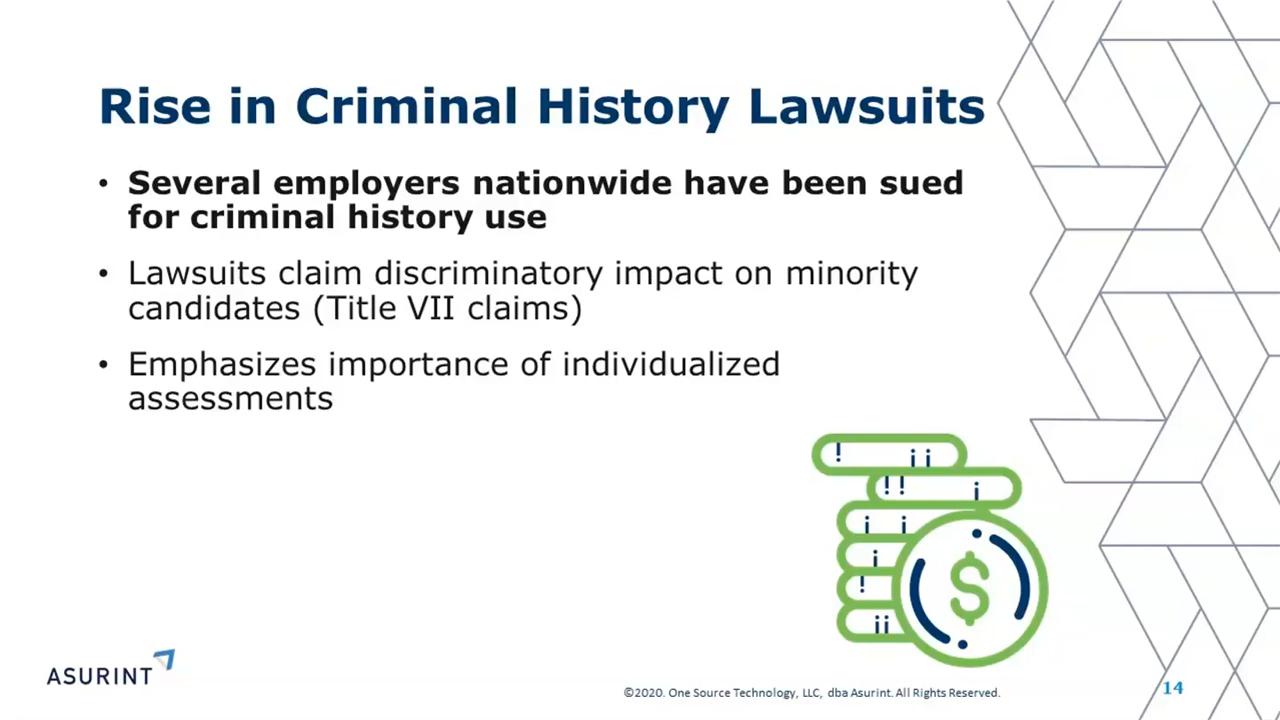 Rise in Criminal History Lawsuits
• Several employers nationwide have been sued
for criminal history use
• Lawsuits claim discriminatory impact on minority
candidates (Title VII claims)
• Emphasizes importance of individualized
assessments
$
ASURINT
©2020. One Source Technology, LLC, dba Asurint. All Rights Reserved.
14